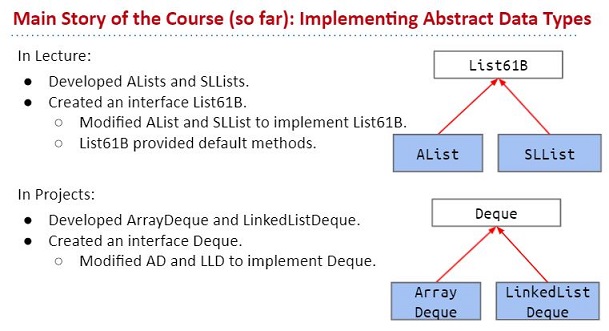 Main Story of the Course (so far): Implementing Abstract Data Types
In Lecture:
● Developed ALists and SLLists.
● Created an interface List61B.
○ Modified AList and SLList to implement List61B.
○ List61B provided default methods.
List61B
AList
SLList
In Projects:
● Developed ArrayDeque and LinkedListDeque.
● Created an interface Deque.
○ Modified AD and LLD to implement Deque.
Deque
Array
Deque
LinkedList
Deque